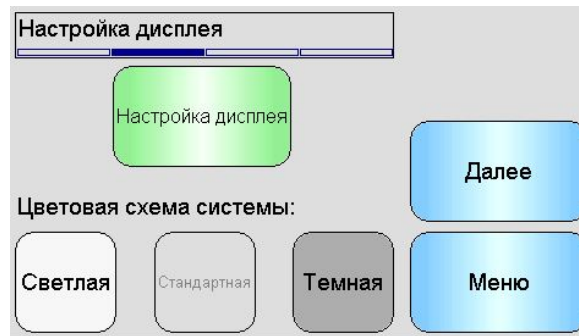 Настройка дисплея
Настройка дисплея
Далее
Цветовая схема системы:
Светлая
Стандартная
Темная
Меню